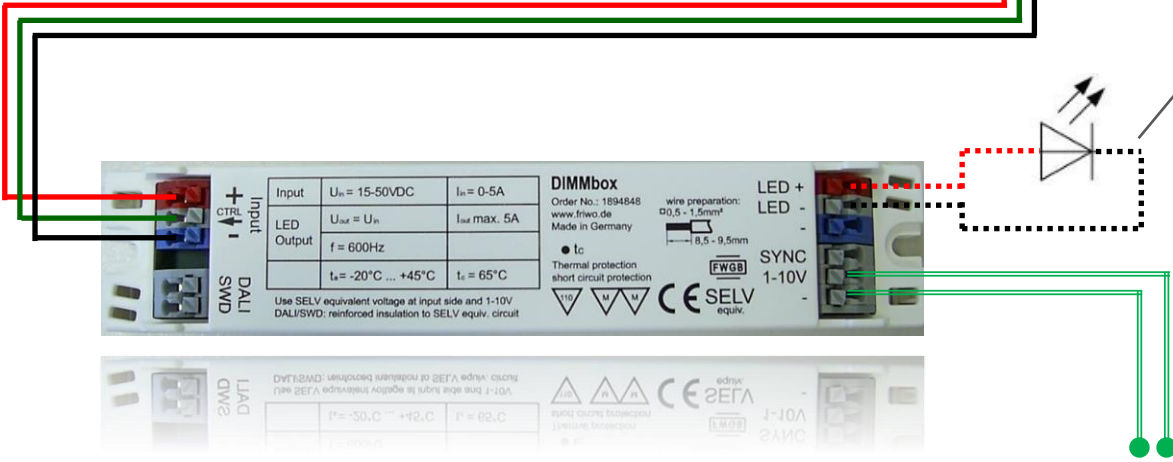 +
CTRL
-
Input
DALI
SWD
Input
Uin = 15-50VDC
Iin = 0-5A
LED
Output
Uout = Uin
Iout max. 5A
f = 600Hz
ta = -20°C ... +45°C
tc = 65°C
Use SELV equivalent voltage at input side and 1-10V
DALI/SWD: reinforced insulation to SELV equiv. circuit
DIMMbox
Order No.: 1894848
www.friwo.de
Made in Germany
wire preparation:
0,5 - 1,5mm²
8,5 - 9,5mm
tc
Thermal protection
short circuit protection
FWGB
110 M M CE SELV
equiv.
LED +
LED -
-
SYNC
1-10V
-